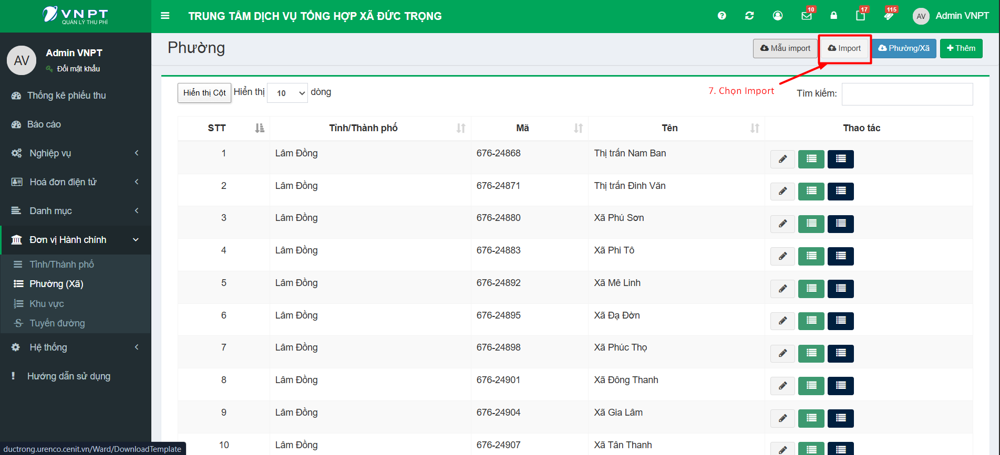 VNPT
QUẢN LÝ THU PHÍ
TRUNG TÂM DỊCH VỤ TỔNG HỢP XÃ ĐỨC TRỌNG
10
17
115
AV
Admin VNPT
AV
Admin VNPT
Đổi mật khẩu
Thống kê phiếu thu
Báo cáo
Nghiệp vụ
Hoá đơn điện tử
Danh mục
Đơn vị Hành chính
Tỉnh/Thành phố
Phường (Xã)
Khu vực
Tuyến đường
Hệ thống
Hướng dẫn sử dụng
Phường
Mẫu import
Import
Phường/Xã
Thêm
7. Chọn Import
Hiển thị Cột Hiển thị 10 dòng
Tìm kiếm:
STT Tỉnh/Thành phố Mã Tên Thao tác
1 Lâm Đồng 676-24868 Thị trấn Nam Ban
2 Lâm Đồng 676-24871 Thị trấn Đinh Văn
3 Lâm Đồng 676-24880 Xã Phú Sơn
4 Lâm Đồng 676-24883 Xã Phi Tô
5 Lâm Đồng 676-24892 Xã Mê Linh
6 Lâm Đồng 676-24895 Xã Đạ Đờn
7 Lâm Đồng 676-24898 Xã Phúc Thọ
8 Lâm Đồng 676-24901 Xã Đông Thanh
9 Lâm Đồng 676-24904 Xã Gia Lâm
10 Lâm Đồng 676-24907 Xã Tân Thanh
ductrong.urenco.cenit.vn/Ward/DownloadTemplate